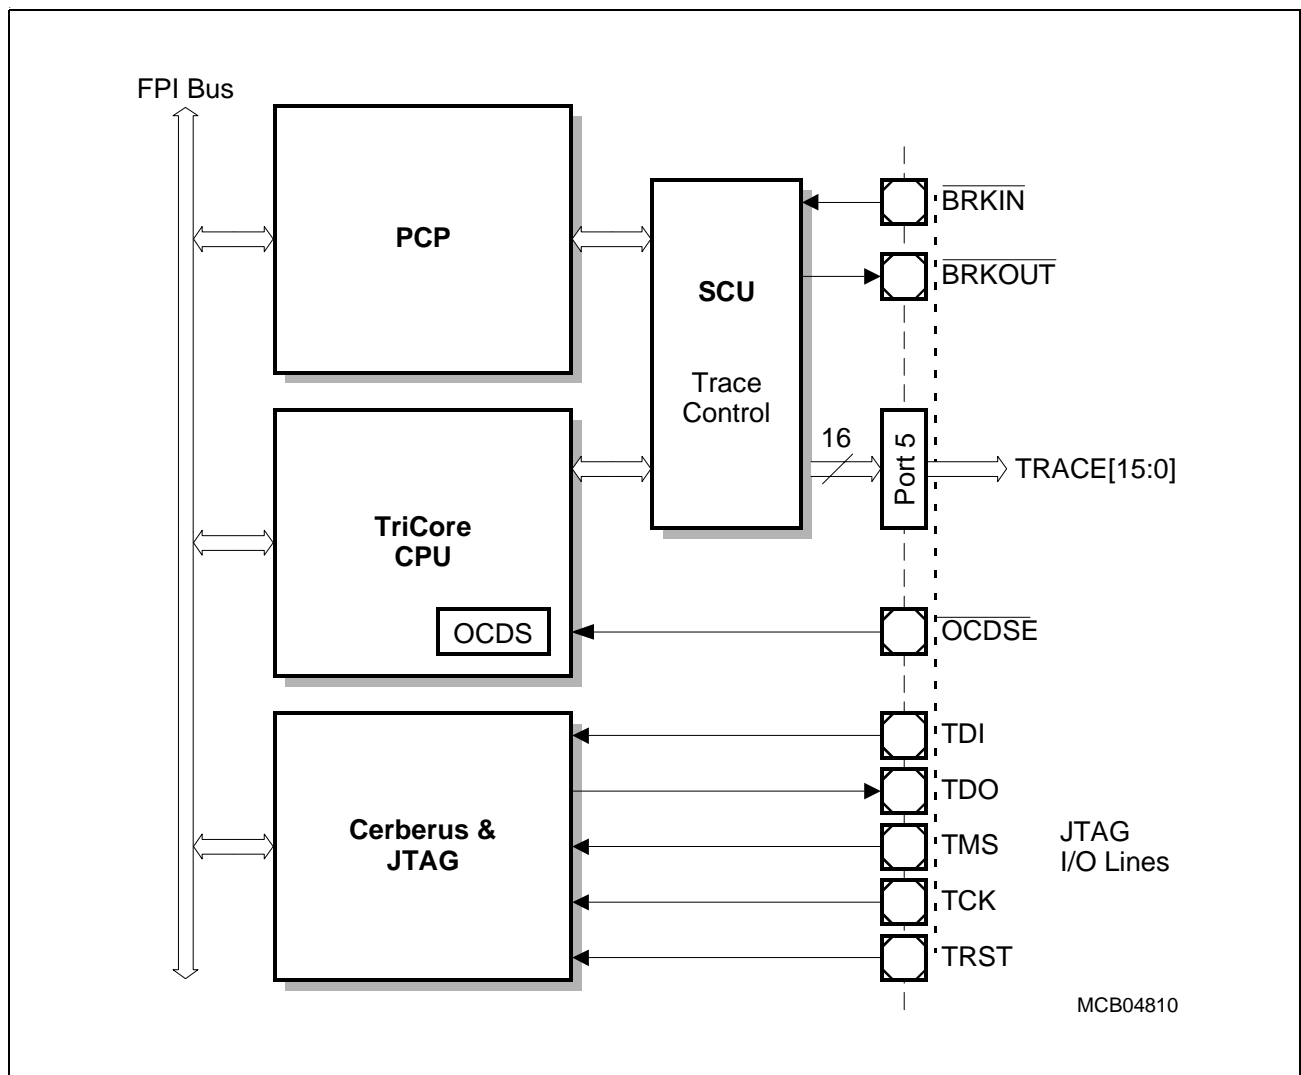 FPI Bus
PCP
SCU
Trace
Control
BRKIN
BRKOUT
16
Port 5
TRACE[15:0]
TriCore
CPU
OCDS
OCDSE
Cerberus &
JTAG
TDI
TDO
TMS
TCK
TRST
JTAG
I/O Lines
MCB04810